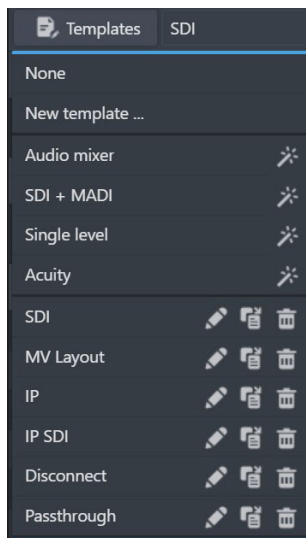 Templates SDI
None
New template ...
Audio mixer
SDI + MADI
Single level
Acuity
SDI
MV Layout
IP
IP SDI
Disconnect
Passthrough